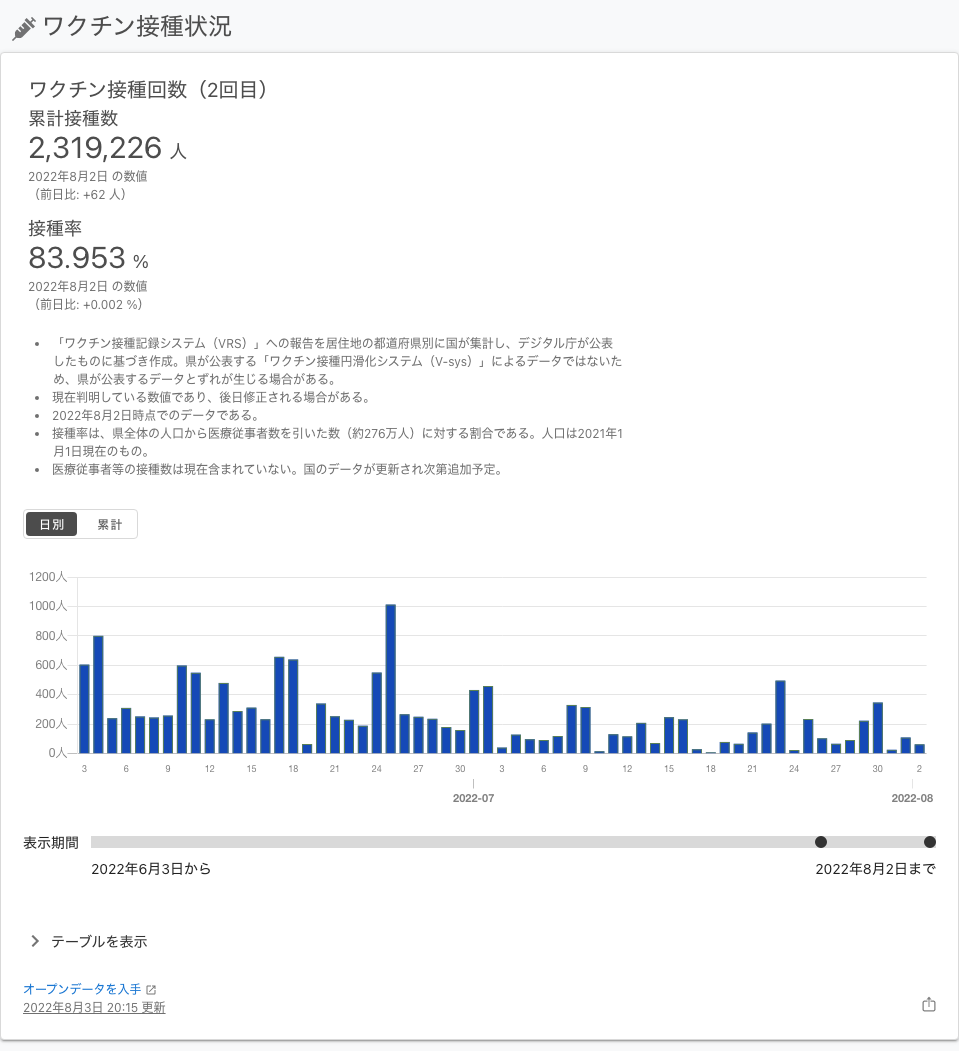 ワクチン接種状況
ワクチン接種回数（2回目）
累計接種数
2,319,226 人
2022年8月2日 の数値
（前日比: +62 人）
接種率
83.953 %
2022年8月2日 の数値
（前日比: +0.002 %）
• 「ワクチン接種記録システム（VRS）」への報告を居住地の都道府県別に国が集計し、デジタル庁が公表
したものに基づき作成。県が公表する「ワクチン接種円滑化システム（V-sys）」によるデータではないた
め、県が公表するデータとずれが生じる場合がある。
• 現在判明している数値であり、後日修正される場合がある。
• 2022年8月2日時点でのデータである。
• 接種率は、県全体の人口から医療従事者数を引いた数（約276万人）に対する割合である。人口は2021年1
月1日現在のもの。
• 医療従事者等の接種数は現在含まれていない。国のデータが更新され次第追加予定。
日別 累計
1200人
1000人
800人
600人
400人
200人
0人
3 6 9 12 15 18 21 24 27 30 3 6 9 12 15 18 21 24 27 30 2
2022-07 2022-08
表示期間
2022年6月3日から 2022年8月2日まで
テーブルを表示
オープンデータを入手
2022年8月3日 20:15 更新